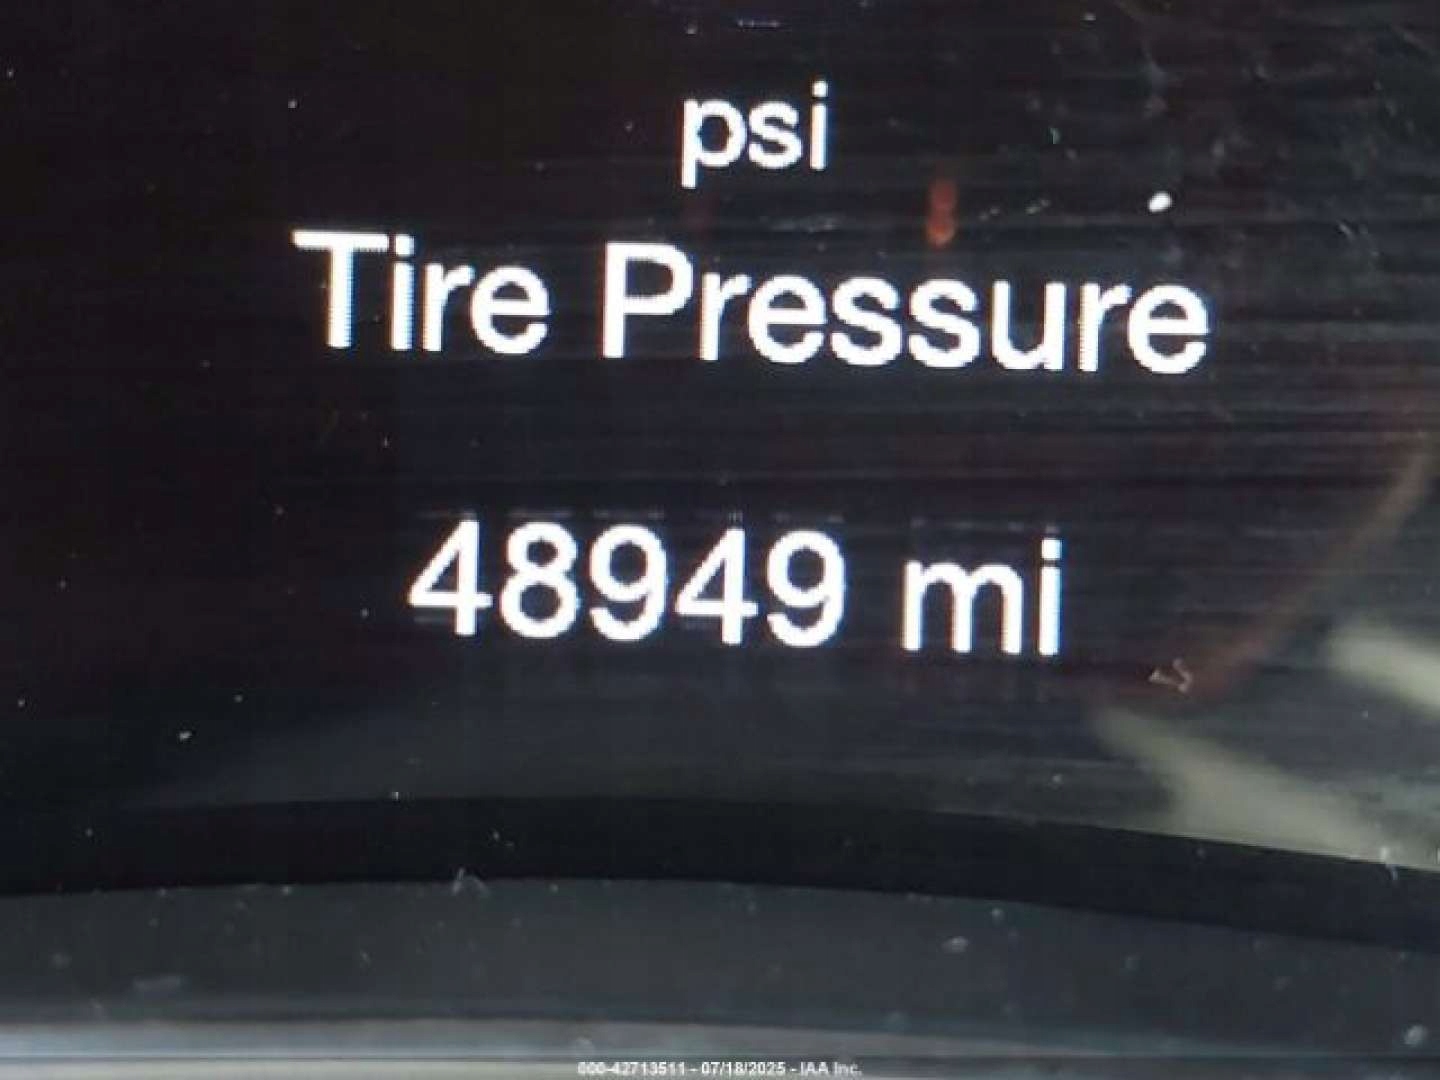 psi
Tire Pressure
48949 mi
000-42713511 - 07/18/2025 - IAA Inc.